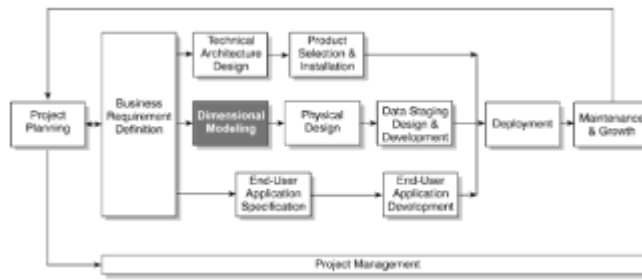 Technical
Architecture
Design
Product
Selection &
Installation
Project
Planning
Business
Requirement
Definition
Dimensional
Modeling
Physical
Design
Data Staging
Design &
Development
Deployment
Maintenance
& Growth
End-User
Application
Specification
End-User
Application
Development
Project Management